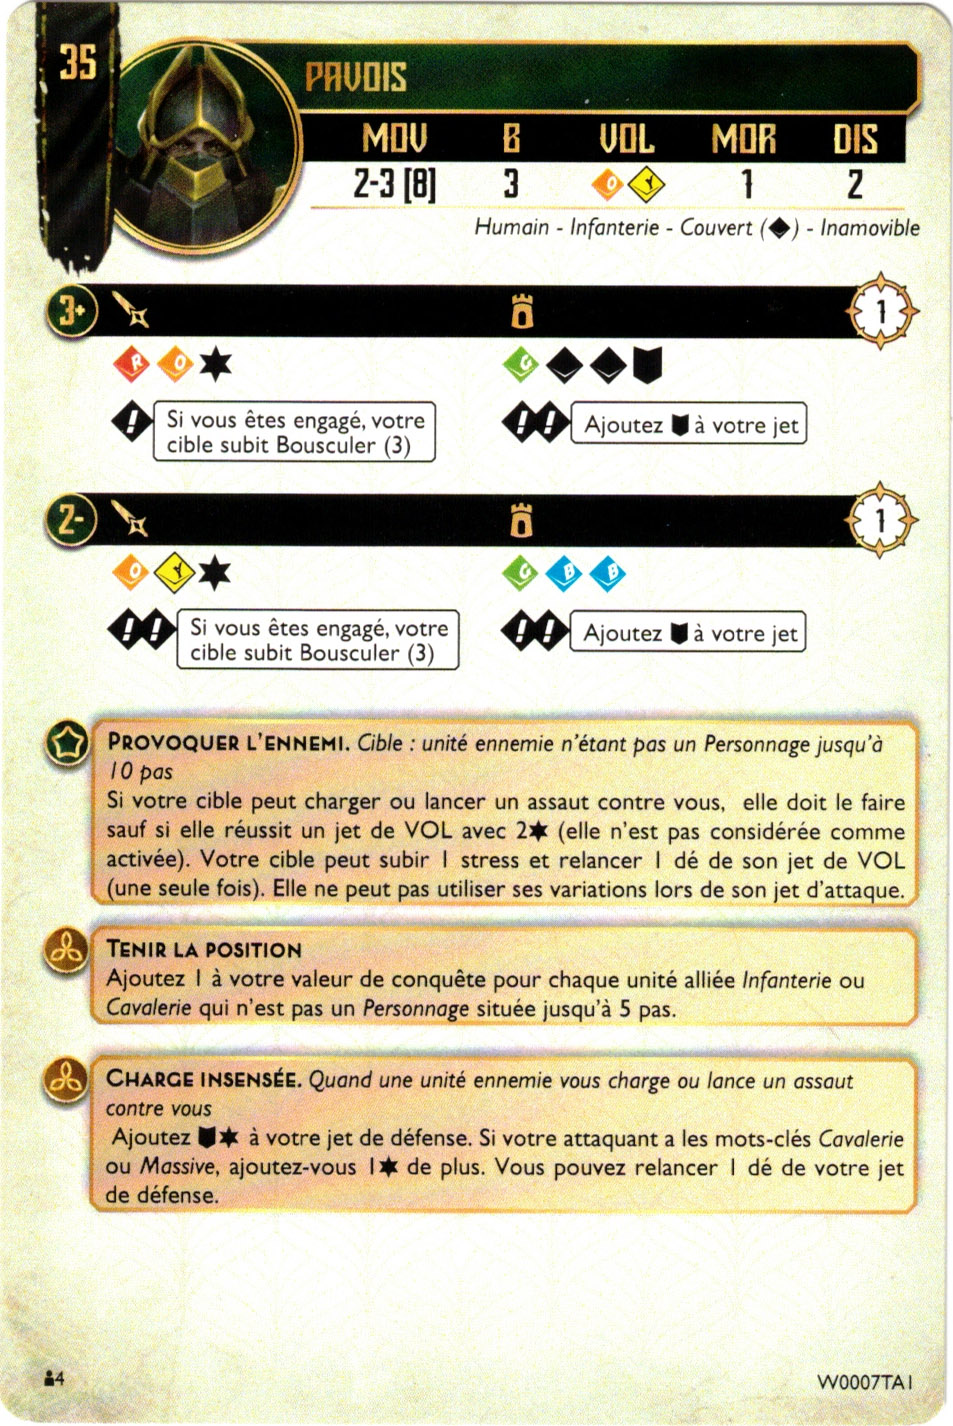 35
PAVOIS
MOV B VOL MOR DIS
2-3 [8] 3 O Y 1 2
Humain - Infanterie - Couvert (◆) - Inamovible
3+ 1
R O G
! Si vous êtes engagé, votre
cible subit Bousculer (3)
!! Ajoutez à votre jet
2- 1
O Y G B B
!! Si vous êtes engagé, votre
cible subit Bousculer (3)
!! Ajoutez à votre jet
PROVOQUER L'ENNEMI. Cible : unité ennemie n'étant pas un Personnage jusqu'à
10 pas
Si votre cible peut charger ou lancer un assaut contre vous, elle doit le faire
sauf si elle réussit un jet de VOL avec 2✶ (elle n'est pas considérée comme
activée). Votre cible peut subir 1 stress et relancer 1 dé de son jet de VOL
(une seule fois). Elle ne peut pas utiliser ses variations lors de son jet d'attaque.
TENIR LA POSITION
Ajoutez 1 à votre valeur de conquête pour chaque unité alliée Infanterie ou
Cavalerie qui n'est pas un Personnage située jusqu'à 5 pas.
CHARGE INSENSÉE. Quand une unité ennemie vous charge ou lance un assaut
contre vous
Ajoutez ✶ à votre jet de défense. Si votre attaquant a les mots-clés Cavalerie
ou Massive, ajoutez-vous 1✶ de plus. Vous pouvez relancer 1 dé de votre jet
de défense.
4
W0007TA1